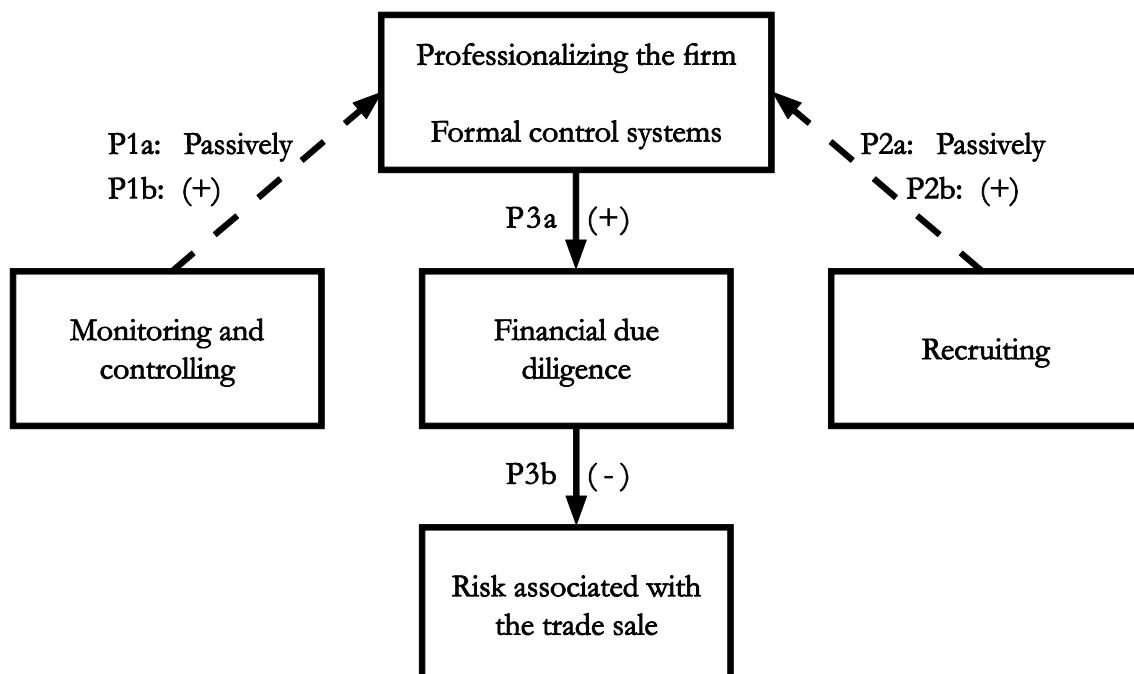 Professionalizing the firm
Formal control systems
P1a: Passively
P1b: (+)
P2a: Passively
P2b: (+)
P3a (+)
Monitoring and
controlling
Financial due
diligence
Recruiting
P3b (-)
Risk associated with
the trade sale